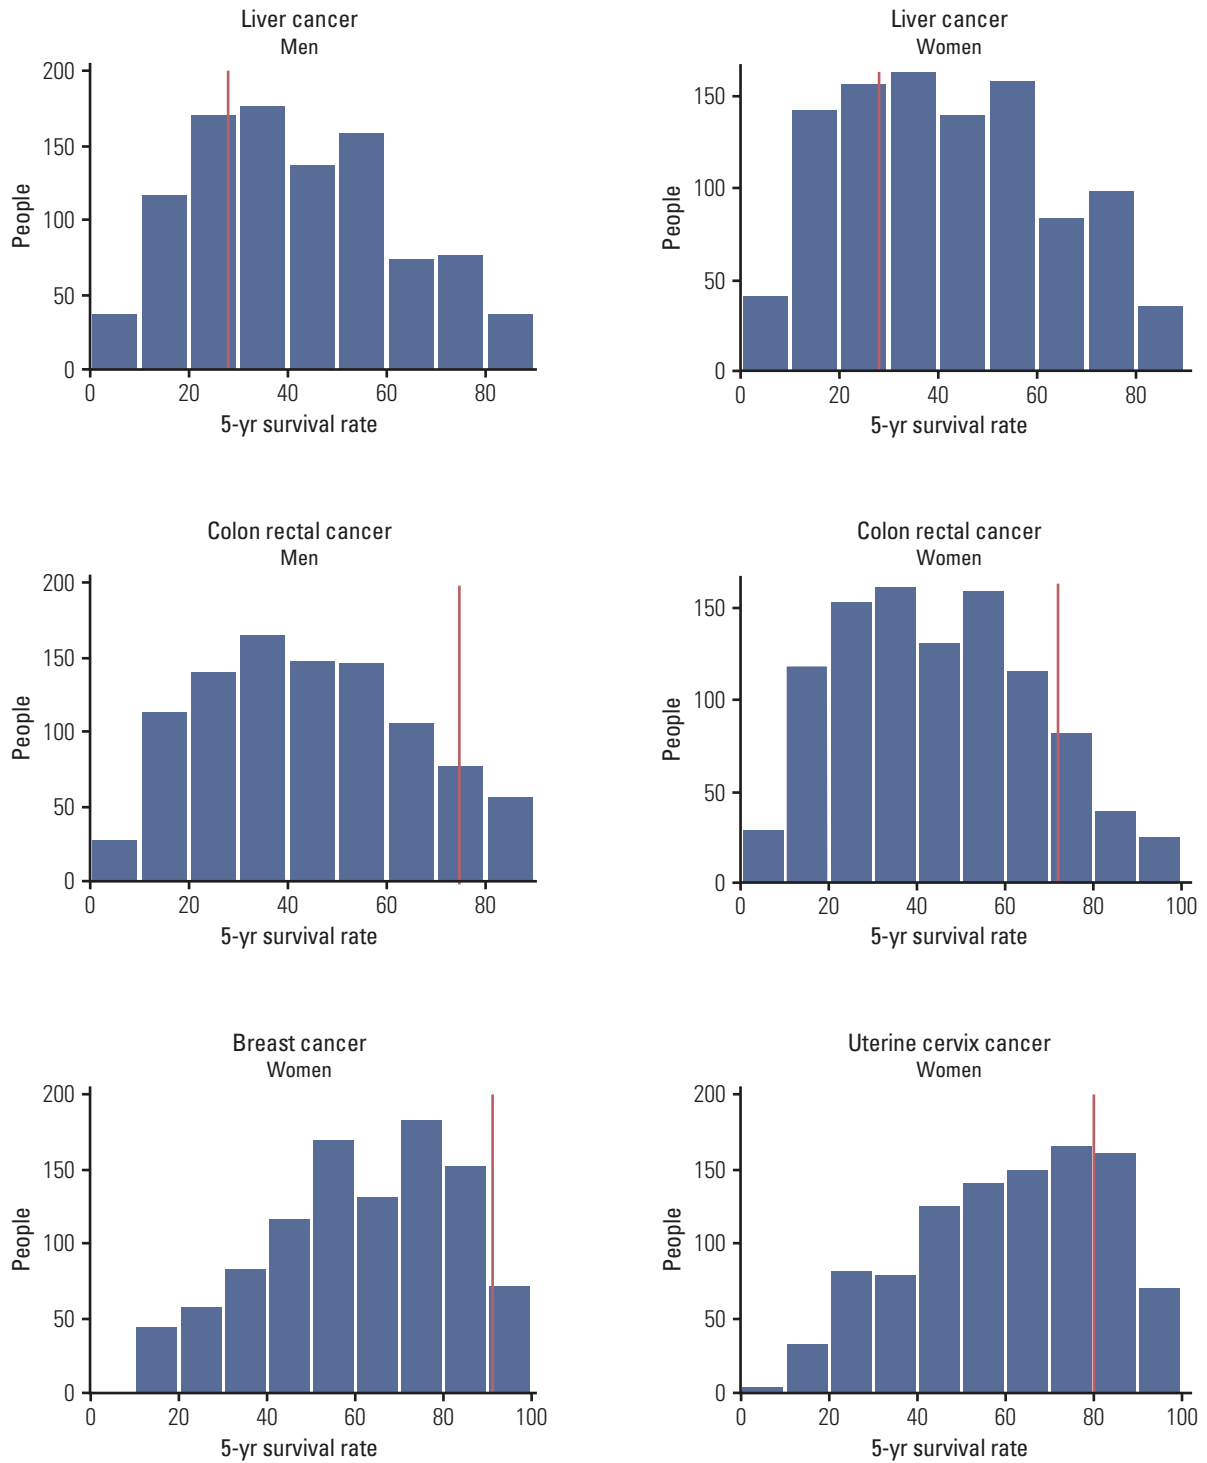 Liver cancer
Men
200
150
100
50
0
People
0 20 40 60 80
5-yr survival rate
Liver cancer
Women
150
100
50
0
People
0 20 40 60 80
5-yr survival rate
Colon rectal cancer
Men
200
150
100
50
0
People
0 20 40 60 80
5-yr survival rate
Colon rectal cancer
Women
150
100
50
0
People
0 20 40 60 80 100
5-yr survival rate
Breast cancer
Women
200
150
100
50
0
People
0 20 40 60 80 100
5-yr survival rate
Uterine cervix cancer
Women
200
150
100
50
0
People
0 20 40 60 80 100
5-yr survival rate